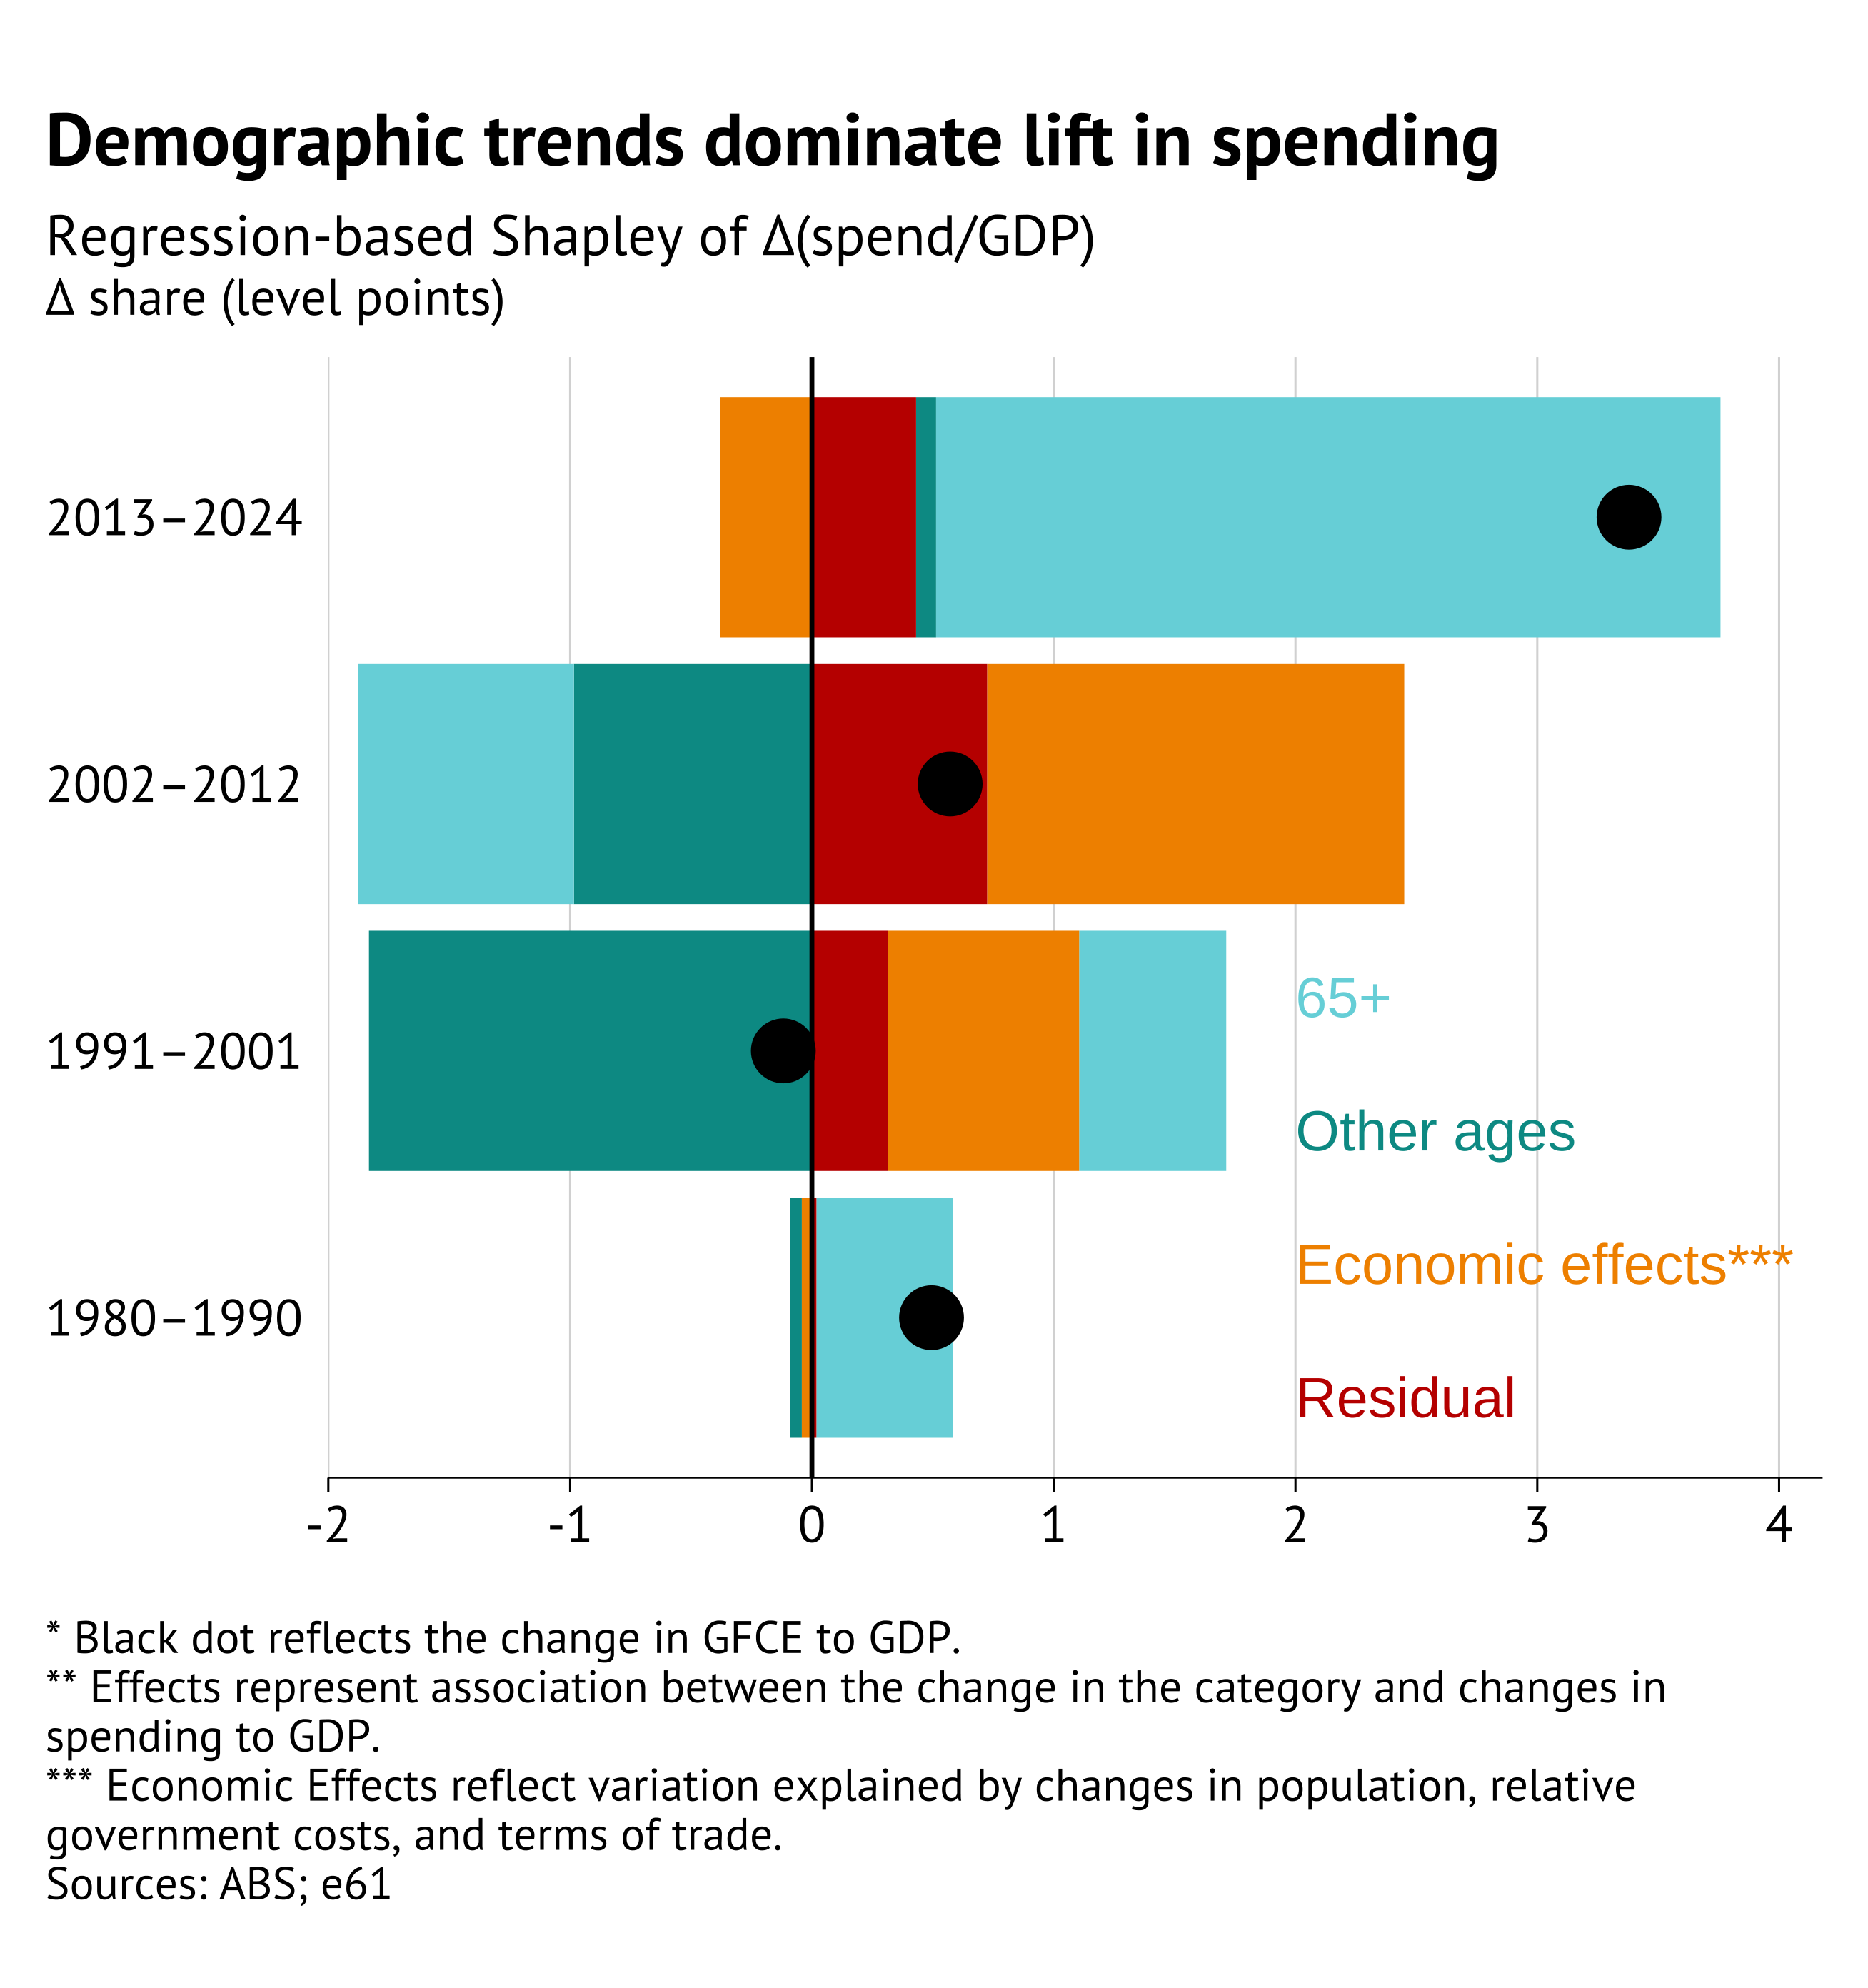 Demographic trends dominate lift in spending
Regression-based Shapley of Δ(spend/GDP)
Δ share (level points)
2013–2024
2002–2012
1991–2001
1980–1990
65+
Other ages
Economic effects***
Residual
-2 -1 0 1 2 3 4
* Black dot reflects the change in GFCE to GDP.
** Effects represent association between the change in the category and changes in
spending to GDP.
*** Economic Effects reflect variation explained by changes in population, relative
government costs, and terms of trade.
Sources: ABS; e61